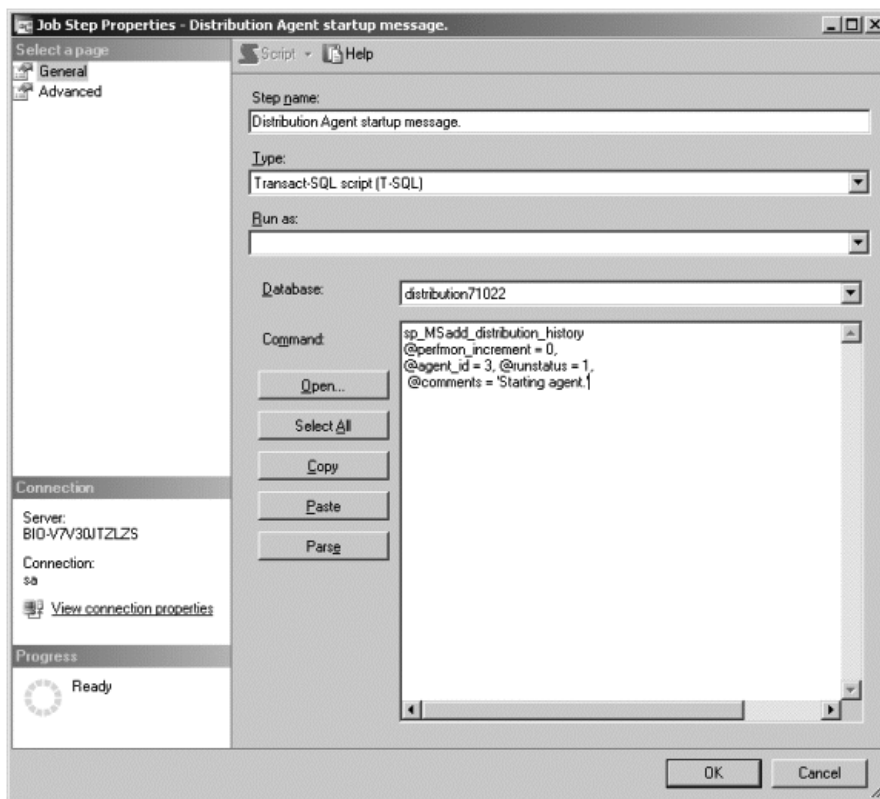 Job Step Properties - Distribution Agent startup message.
Select a page
General
Advanced
Script
Help
Step name:
Distribution Agent startup message.
Type:
Transact-SQL script (T-SQL)
Run as:
Database:
distribution71022
Command:
sp_MSadd_distribution_history
@perfmon_increment = 0,
@agent_id = 3, @runstatus = 1,
@comments = 'Starting agent.'
Open...
Select All
Copy
Paste
Parse
Connection
Server:
BIO-V7V30JTZLZS
Connection:
sa
View connection properties
Progress
Ready
OK
Cancel